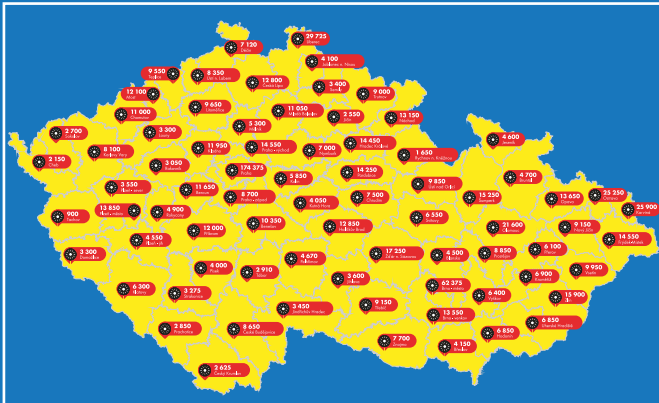 29 725
Liberec
7 120
Děčín
4 100
Jablonec n. Nisou
9 550
Teplice
8 350
Ústí n. Labem
12 800
Česká Lípa
3 400
Semily
9 000
Trutnov
12 100
Most
11 000
Chomutov
9 650
Litoměřice
11 050
Mladá Boleslav
2 550
Jičín
13 150
Náchod
2 700
Sokolov
3 300
Louny
5 300
Mělník
4 600
Jeseník
2 150
Cheb
8 100
Karlovy Vary
11 950
Kladno
14 550
Praha - východ
7 000
Nymburk
14 450
Hradec Králové
1 650
Rychnov n. Kněžnou
3 050
Rakovník
174 375
Praha
5 850
Kolín
14 250
Pardubice
9 850
Ústí nad Orlicí
4 700
Bruntál
3 550
Plzeň - sever
11 650
Beroun
8 700
Praha - západ
4 050
Kutná Hora
7 500
Chrudim
15 250
Šumperk
13 650
Opava
25 250
Ostrava
25 900
Karviná
900
Tachov
13 850
Plzeň - město
4 900
Rokycany
10 350
Benešov
12 850
Havlíčkův Brod
6 550
Svitavy
21 600
Olomouc
9 150
Nový Jičín
14 550
Frýdek-Místek
4 550
Plzeň - jih
12 000
Příbram
3 300
Domažlice
4 670
Pelhřimov
17 250
Žďár n. Sázavou
4 500
Blansko
8 850
Prostějov
6 100
Přerov
4 000
Písek
2 910
Tábor
3 600
Jihlava
6 900
Kroměříž
9 950
Vsetín
6 300
Klatovy
3 275
Strakonice
62 375
Brno - město
6 400
Vyškov
15 900
Zlín
3 450
Jindřichův Hradec
9 150
Třebíč
13 550
Brno - venkov
6 850
Uherské Hradiště
2 850
Prachatice
8 650
České Budějovice
7 700
Znojmo
6 850
Hodonín
4 150
Břeclav
2 625
Český Krumlov